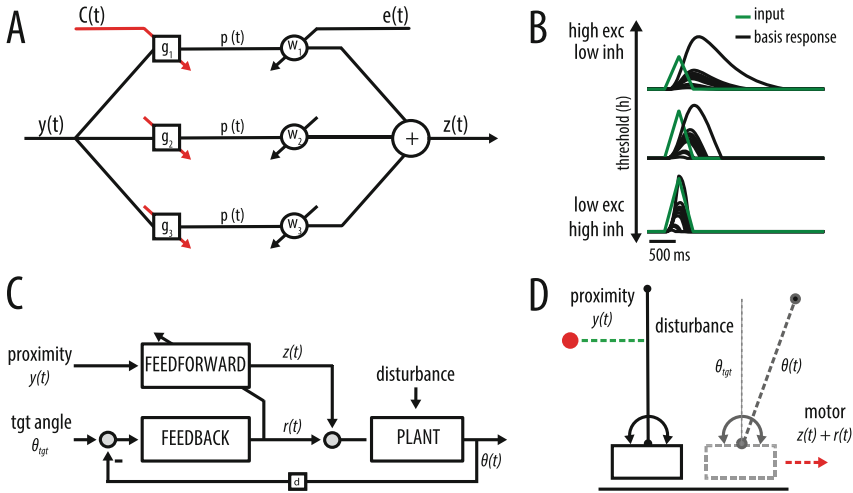 A
C(t)
e(t)
g1
p (t)
w1
y(t)
g2
p (t)
w2
+
z(t)
g3
p (t)
w3
B
input
basis response
high exc
low inh
threshold (h)
low exc
high inh
500 ms
C
proximity
y(t)
FEEDFORWARD
z(t)
disturbance
tgt angle
θtgt
FEEDBACK
r(t)
PLANT
θ(t)
-
d
D
proximity
y(t)
disturbance
θtgt
θ(t)
motor
z(t) + r(t)